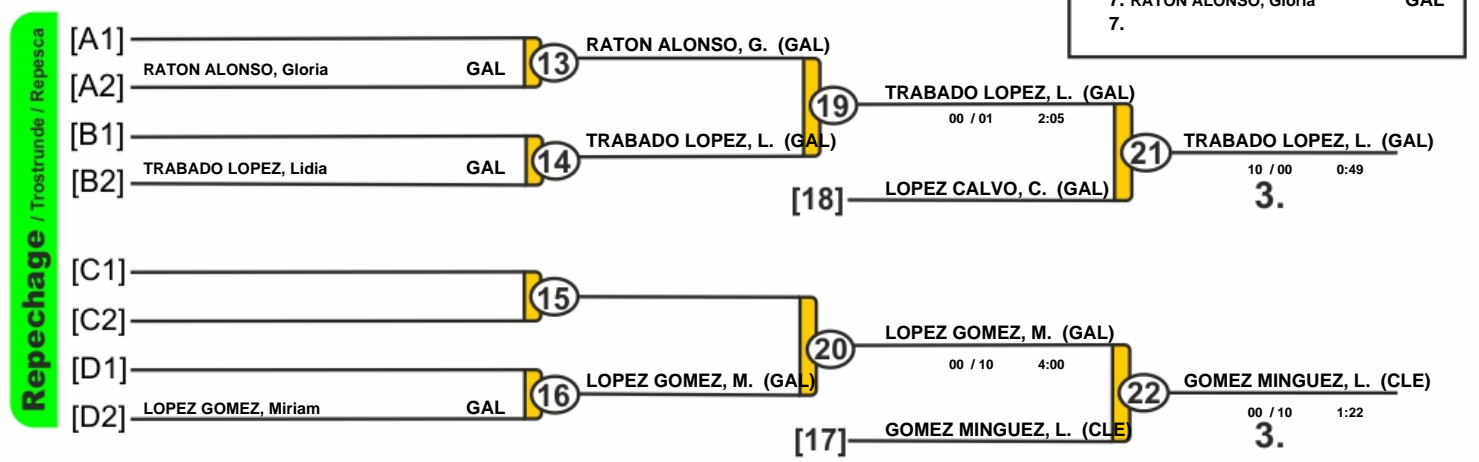 7. RATON ALONSO, Gloria GAL
7.
Repechage / Trostrunde / Repesca
[A1]
RATON ALONSO, Gloria GAL
[A2]
13
RATON ALONSO, G. (GAL)
[B1]
TRABADO LOPEZ, Lidia GAL
[B2]
14
TRABADO LOPEZ, L. (GAL)
19
TRABADO LOPEZ, L. (GAL)
00 / 01 2:05
[18]
LOPEZ CALVO, C. (GAL)
21
TRABADO LOPEZ, L. (GAL)
10 / 00 0:49
3.
[C1]
[C2]
15
[D1]
LOPEZ GOMEZ, Miriam GAL
[D2]
16
LOPEZ GOMEZ, M. (GAL)
20
LOPEZ GOMEZ, M. (GAL)
00 / 10 4:00
[17]
GOMEZ MINGUEZ, L. (CLE)
22
GOMEZ MINGUEZ, L. (CLE)
00 / 10 1:22
3.